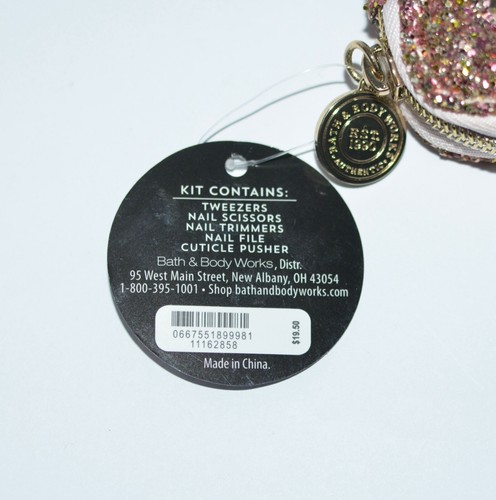 BATH & BODY WORKS
EST.
1990
AUTHENTIC
KIT CONTAINS:
TWEEZERS
NAIL SCISSORS
NAIL TRIMMERS
NAIL FILE
CUTICLE PUSHER
Bath & Body Works, Distr.
95 West Main Street, New Albany, OH 43054
1-800-395-1001 • Shop bathandbodyworks.com
0667551899981
11162858
$19.50
Made in China.